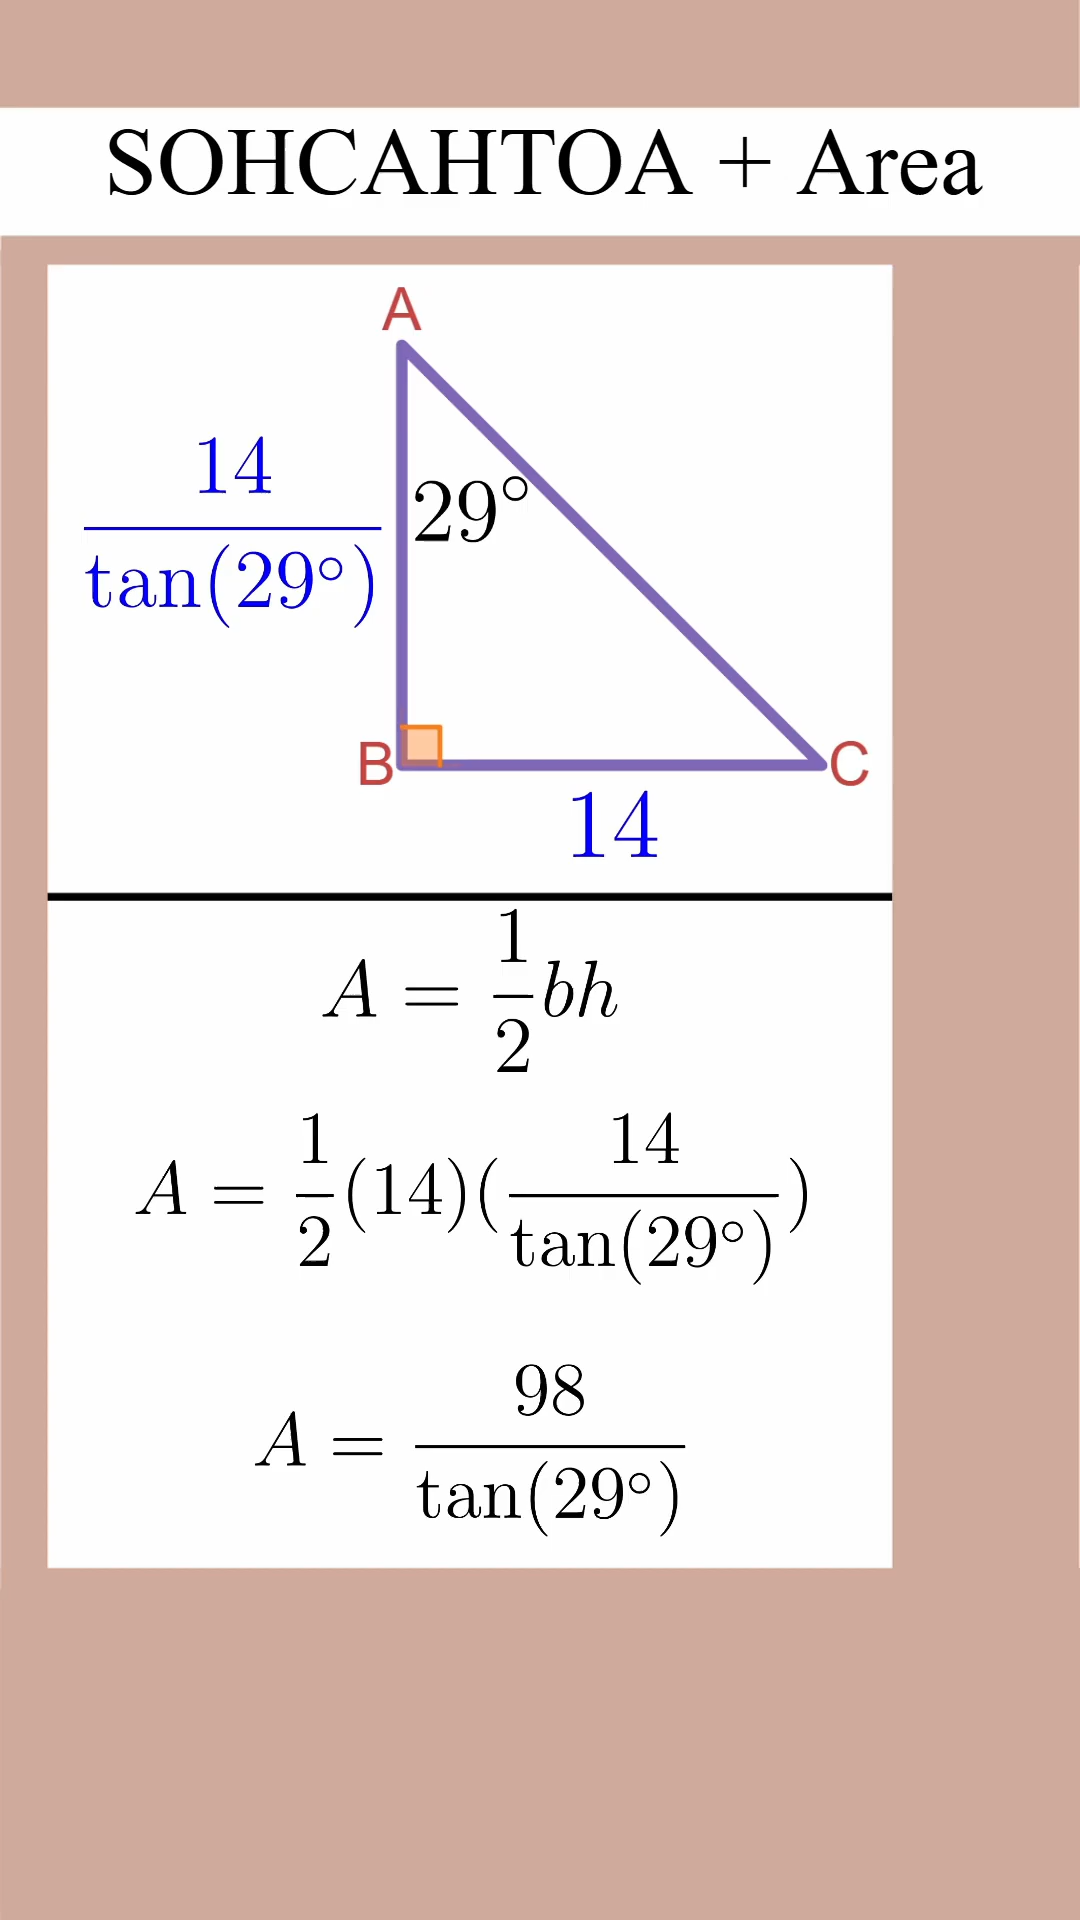 SOHCAHTOA + Area
A
14
29°
tan(29°)
B
C
14
A = 1/2 bh
A = 1/2 (14)(14/tan(29°))
A = 98/tan(29°)